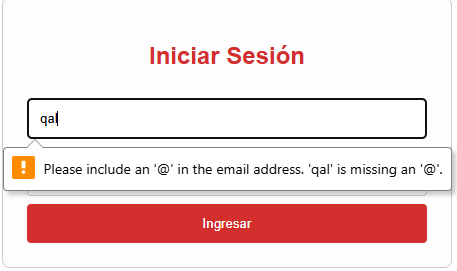 Iniciar Sesión
qal
Please include an '@' in the email address. 'qal' is missing an '@'.
Ingresar